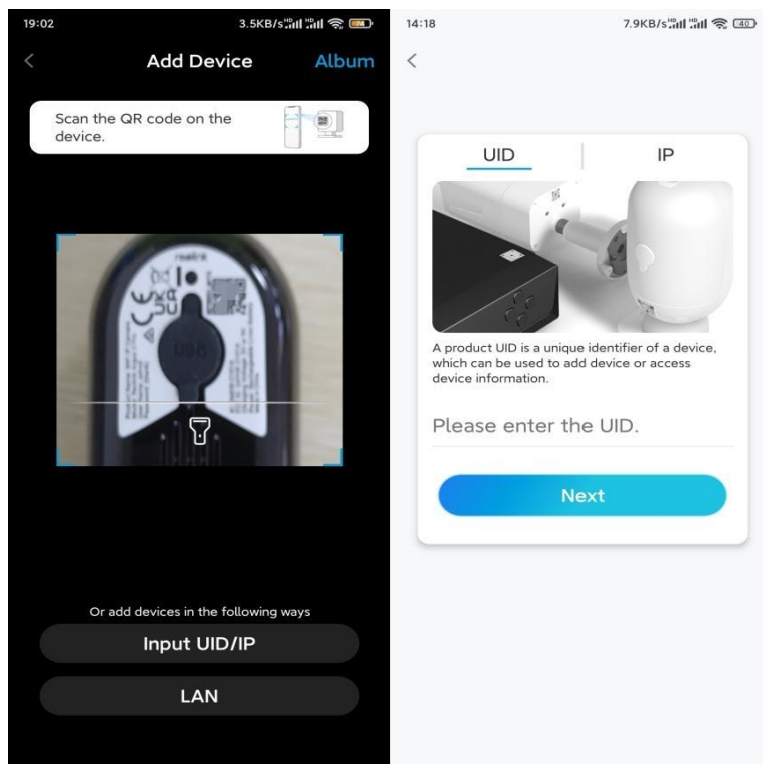 19:02
3.5KB/s
Add Device
Album
Scan the QR code on the
device.
reolink
USB
Or add devices in the following ways
Input UID/IP
LAN
14:18
7.9KB/s
40
UID
IP
A product UID is a unique identifier of a device,
which can be used to add device or access
device information.
Please enter the UID.
Next